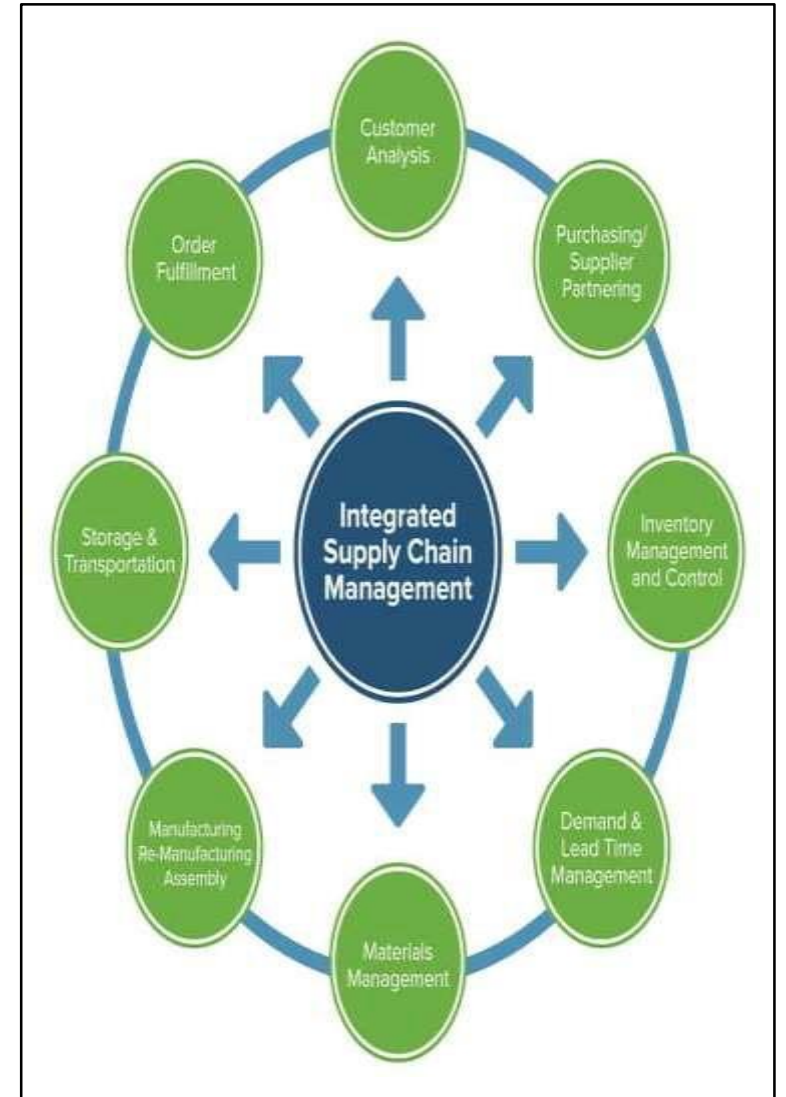 Customer
Analysis
Purchasing/
Supplier
Partnering
Inventory
Management
and Control
Demand &
Lead Time
Management
Materials
Management
Manufacturing
Re-Manufacturing
Assembly
Storage &
Transportation
Order
Fulfillment
Integrated
Supply Chain
Management